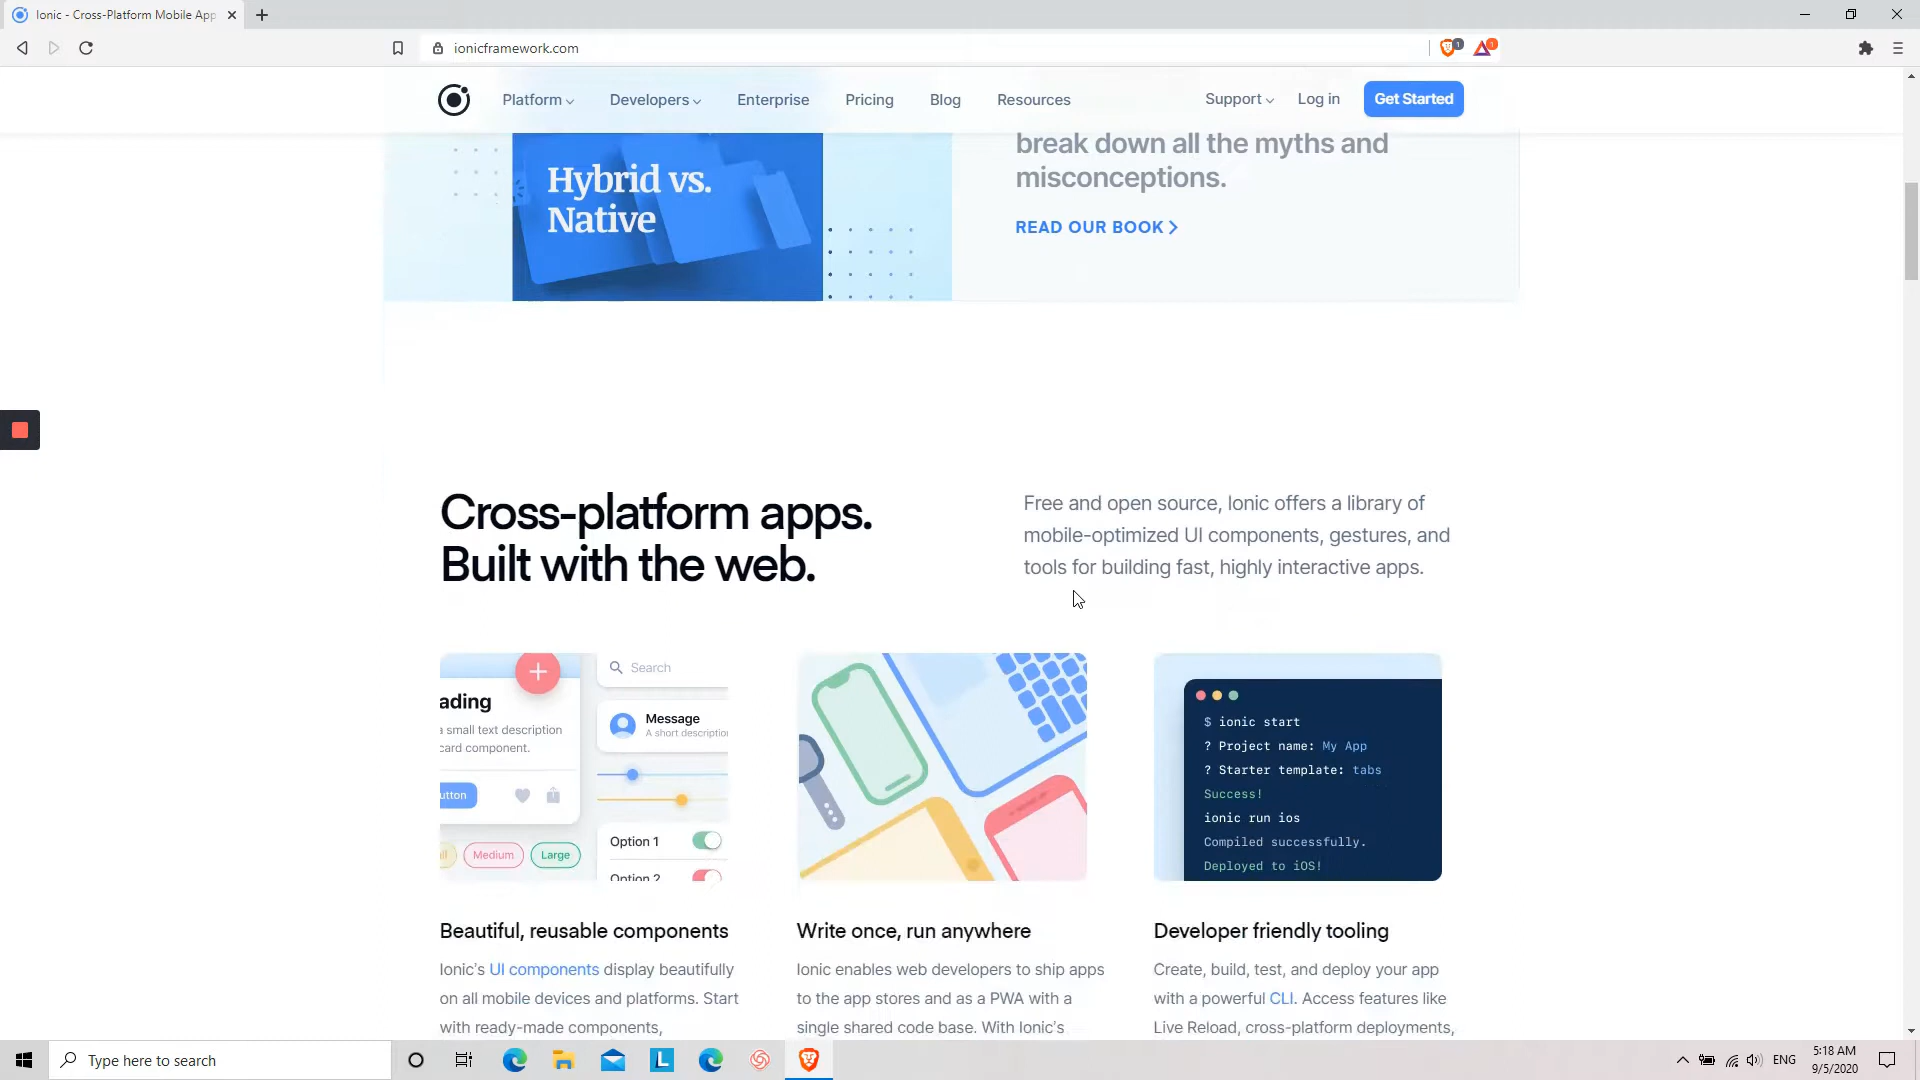 Ionic - Cross-Platform Mobile App
ionicframework.com
1
1
Platform
Developers
Enterprise
Pricing
Blog
Resources
Support
Log in
Get Started
Hybrid vs.
Native
break down all the myths and
misconceptions.
READ OUR BOOK
Cross-platform apps.
Built with the web.
Free and open source, Ionic offers a library of
mobile-optimized UI components, gestures, and
tools for building fast, highly interactive apps.
ading
a small text description
card component.
utton
Medium
Large
Search
Message
A short description
Option 1
Option 2
$ ionic start
? Project name: My App
? Starter template: tabs
Success!
ionic run ios
Compiled successfully.
Deployed to iOS!
Beautiful, reusable components
Ionic's UI components display beautifully
on all mobile devices and platforms. Start
with ready-made components,
Write once, run anywhere
Ionic enables web developers to ship apps
to the app stores and as a PWA with a
single shared code base. With Ionic's
Developer friendly tooling
Create, build, test, and deploy your app
with a powerful CLI. Access features like
Live Reload, cross-platform deployments,
Type here to search
L
ENG
5:18 AM
9/5/2020